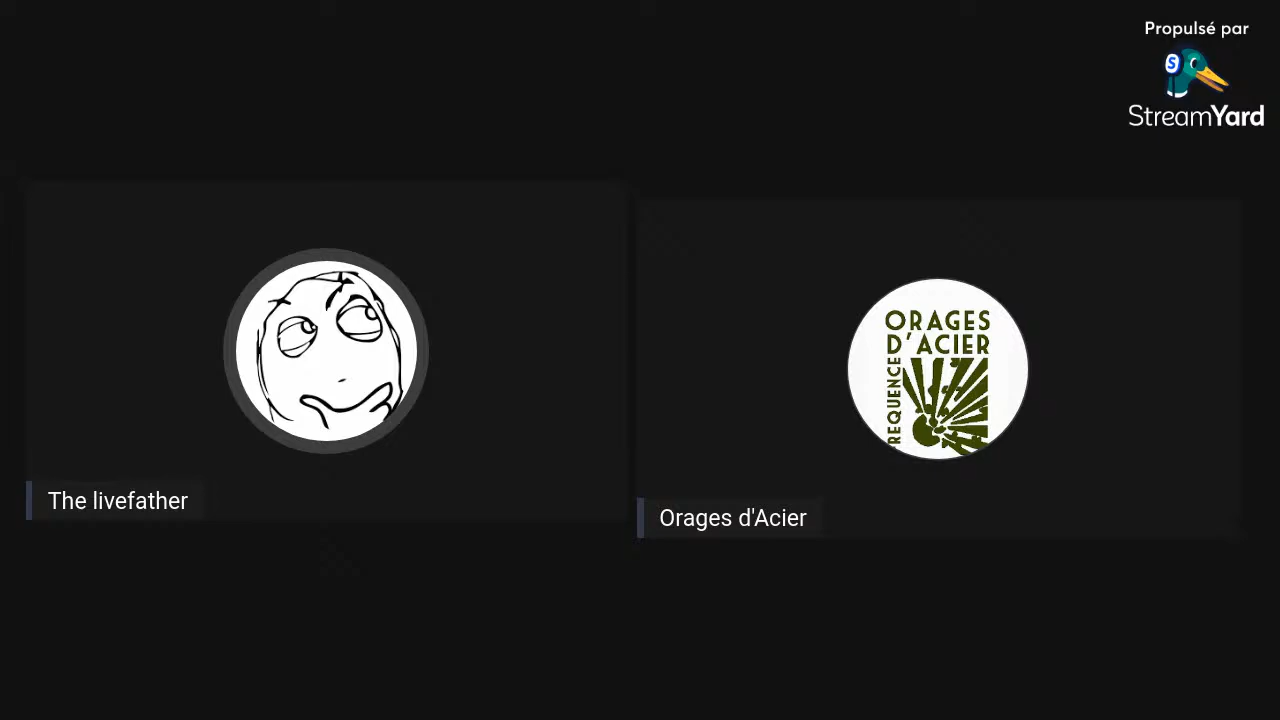 Propulsé par
S
StreamYard
ORAGES
D'ACIER
REQUENCE
The livefather
Orages d'Acier